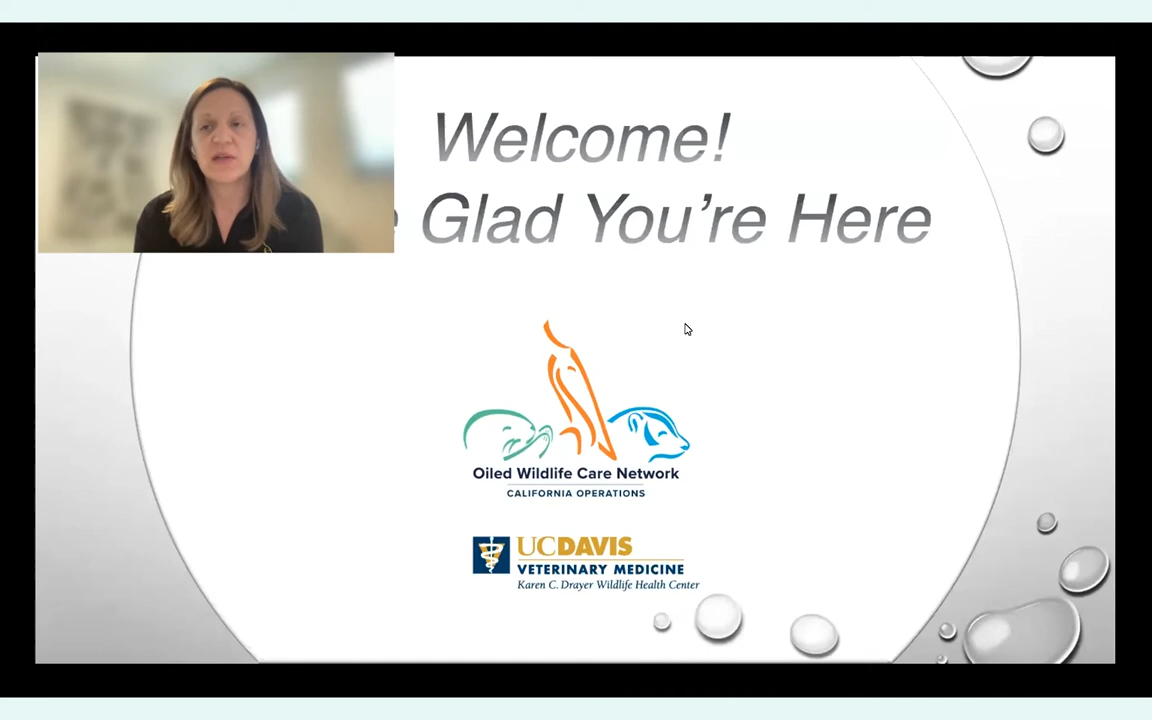 Welcome!
Glad You're Here
Oiled Wildlife Care Network
CALIFORNIA OPERATIONS
UCDAVIS
VETERINARY MEDICINE
Karen C. Drayer Wildlife Health Center